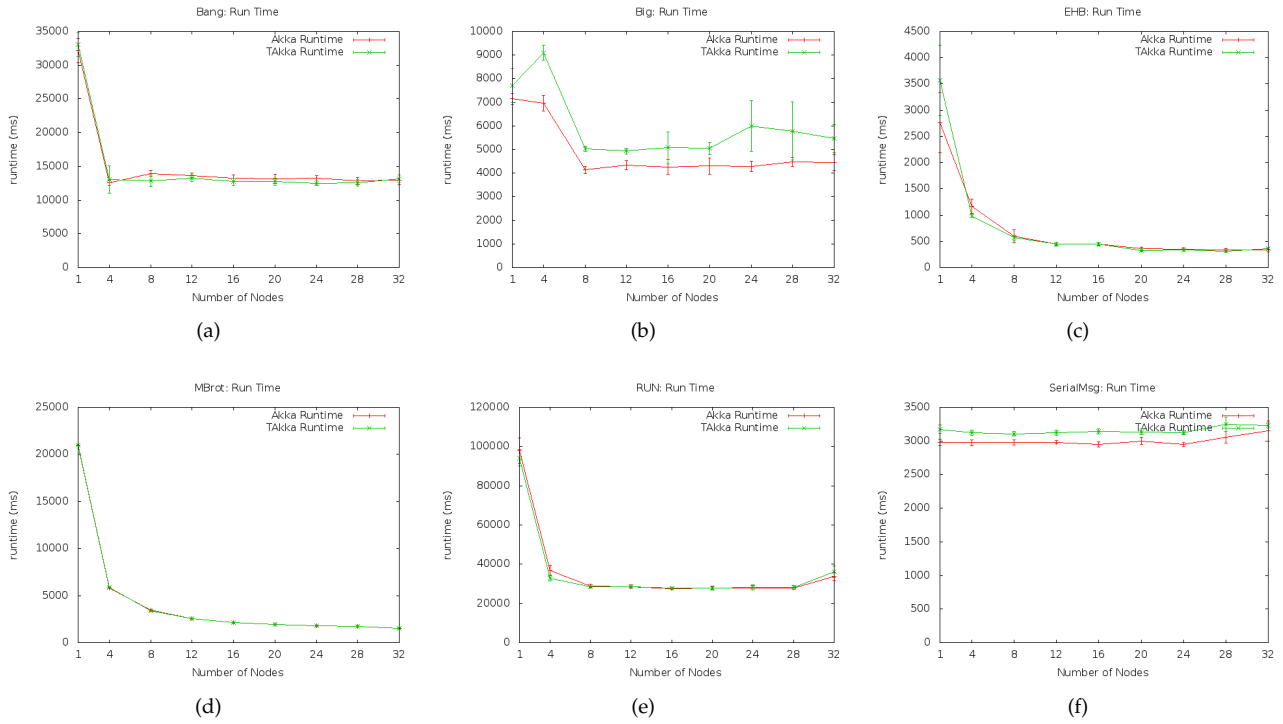 Bang: Run Time
35000
30000
25000
20000
15000
10000
5000
0
runtime (ms)
Akka Runtime
TAkka Runtime
1 4 8 12 16 20 24 28 32
Number of Nodes
(a)
Big: Run Time
10000
9000
8000
7000
6000
5000
4000
3000
2000
1000
0
runtime (ms)
Akka Runtime
TAkka Runtime
1 4 8 12 16 20 24 28 32
Number of Nodes
(b)
EHB: Run Time
4500
4000
3500
3000
2500
2000
1500
1000
500
0
runtime (ms)
Akka Runtime
TAkka Runtime
1 4 8 12 16 20 24 28 32
Number of Nodes
(c)
MBrot: Run Time
25000
20000
15000
10000
5000
0
runtime (ms)
Akka Runtime
TAkka Runtime
1 4 8 12 16 20 24 28 32
Number of Nodes
(d)
RUN: Run Time
120000
100000
80000
60000
40000
20000
0
runtime (ms)
Akka Runtime
TAkka Runtime
1 4 8 12 16 20 24 28 32
Number of Nodes
(e)
SerialMsg: Run Time
3500
3000
2500
2000
1500
1000
500
0
runtime (ms)
Akka Runtime
TAkka Runtime
1 4 8 12 16 20 24 28 32
Number of Nodes
(f)